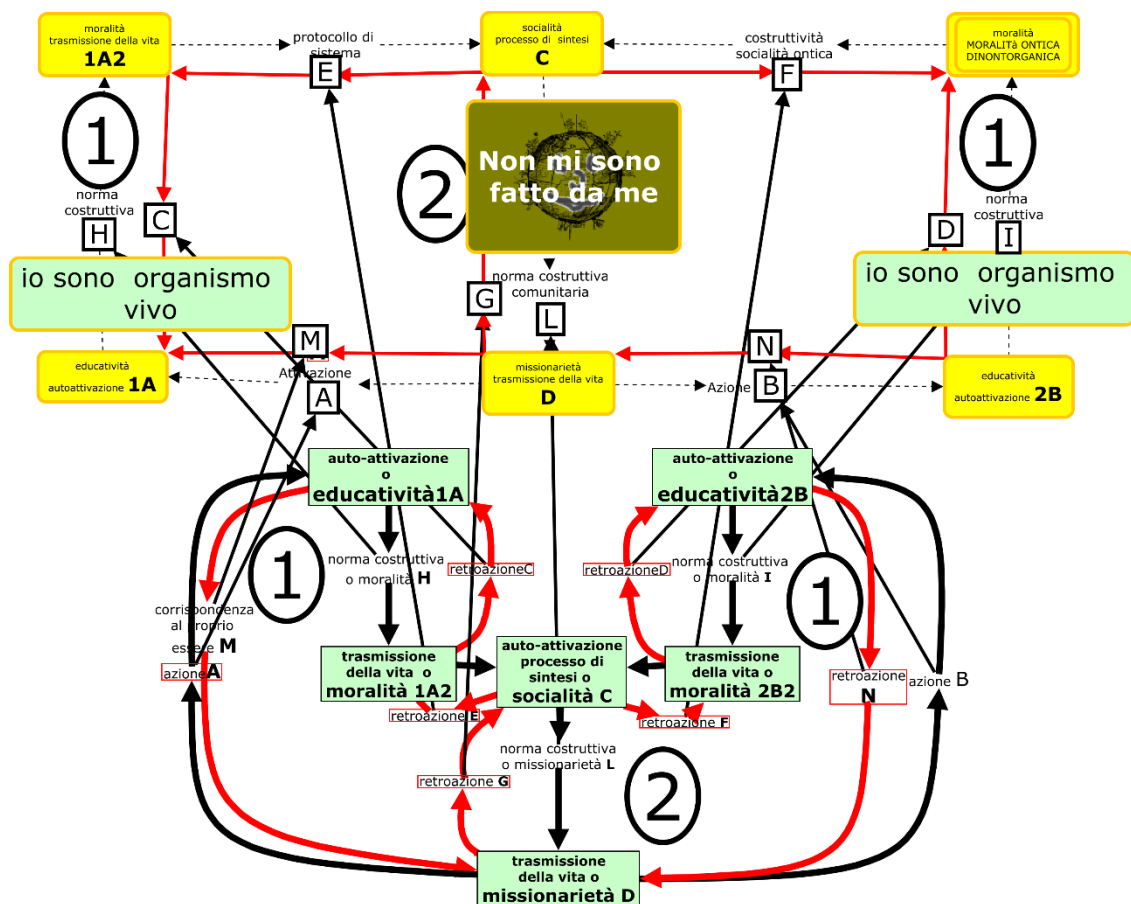 moralità
trasmissione della vita
1A2
protocollo di
sistema
E
socialità
processo di sintesi
C
costruttività
socialità ontica
F
moralità
MORALITà ONTICA
DINONTORGANICA
1
2
Non mi sono
fatto da me
1
norma
costruttiva
H
C
norma costruttiva
comunitaria
G
L
D
norma
costruttiva
I
io sono organismo
vivo
io sono organismo
vivo
educatività
autoattivazione 1A
M
Attivazione
A
missionarietà
trasmissione della vita
D
N
Azione
B
educatività
autoattivazione 2B
auto-attivazione
o
educatività1A
auto-attivazione
o
educatività2B
1
norma costruttiva
o moralità H
retroazioneC
retroazioneD
norma costruttiva
o moralità I
1
corrispondenza
al proprio
essere M
azioneA
trasmissione
della vita o
moralità 1A2
auto-attivazione
processo di
sintesi o
socialità C
trasmissione
della vita o
moralità 2B2
retroazione
N
azione B
retroazione E
retroazione F
norma costruttiva
o missionarietà L
retroazione G
2
trasmissione
della vita o
missionarietà D